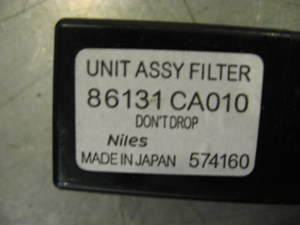 UNIT ASSY FILTER
86131 CA010
DON'T DROP
Niles
MADE IN JAPAN 574160